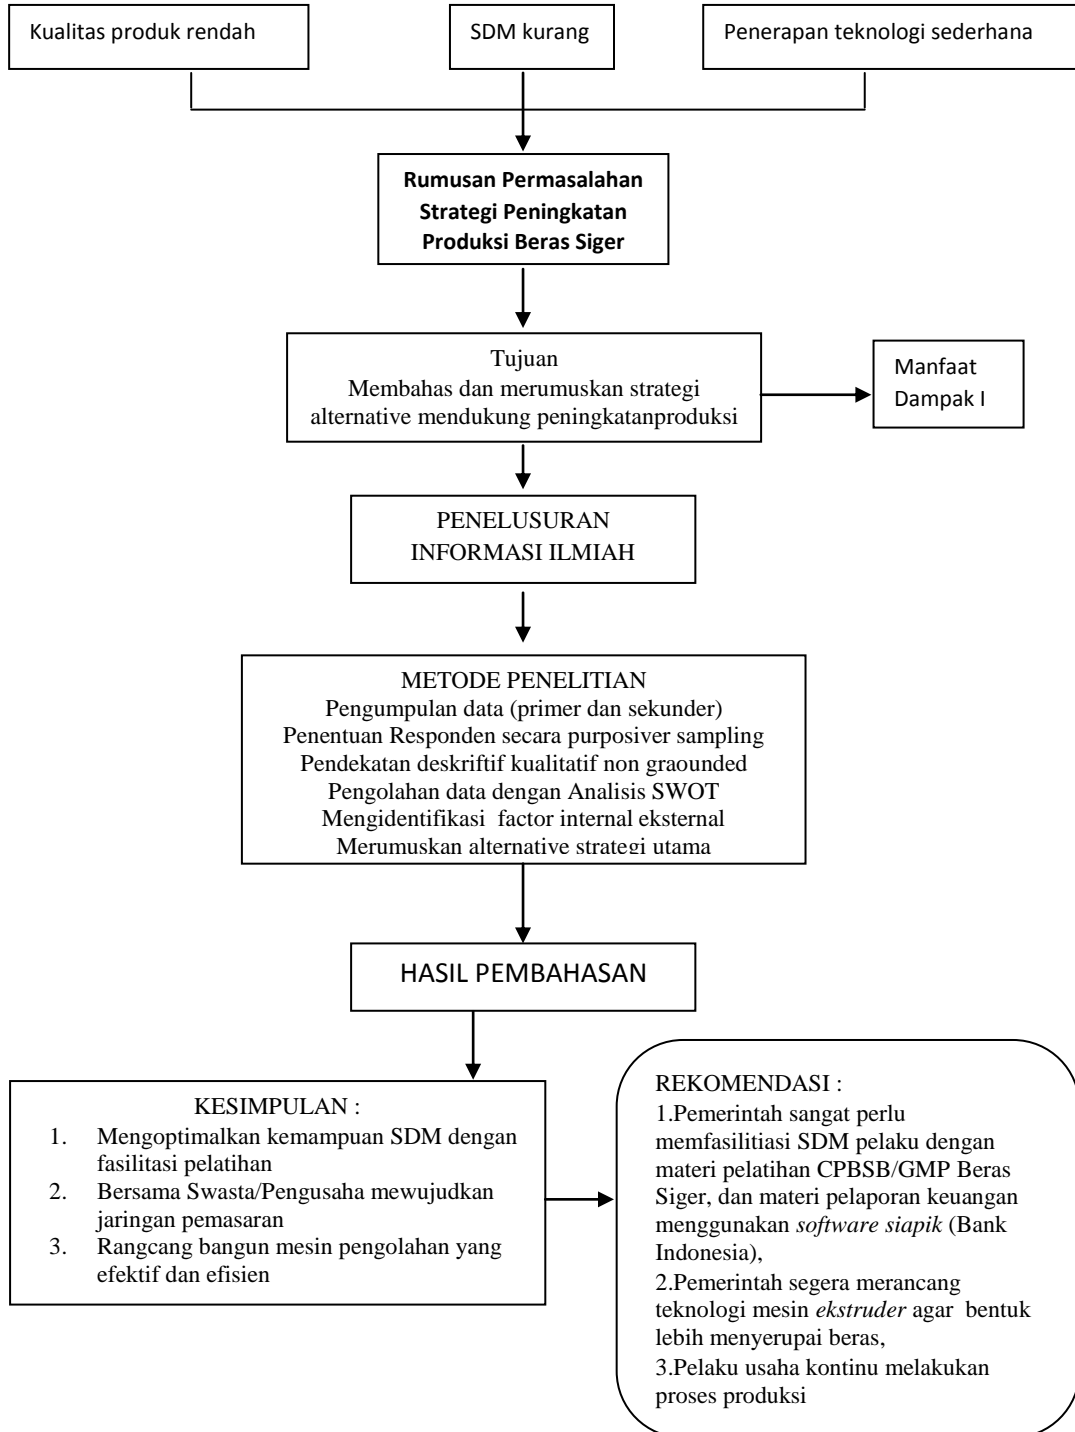 Kualitas produk rendah
SDM kurang
Penerapan teknologi sederhana
Rumusan Permasalahan
Strategi Peningkatan
Produksi Beras Siger
Tujuan
Membahas dan merumuskan strategi
alternative mendukung peningkatanproduksi
Manfaat
Dampak I
PENELUSURAN
INFORMASI ILMIAH
METODE PENELITIAN
Pengumpulan data (primer dan sekunder)
Penentuan Responden secara purposiver sampling
Pendekatan deskriftif kualitatif non graounded
Pengolahan data dengan Analisis SWOT
Mengidentifikasi factor internal eksternal
Merumuskan alternative strategi utama
HASIL PEMBAHASAN
KESIMPULAN :
1. Mengoptimalkan kemampuan SDM dengan
fasilitasi pelatihan
2. Bersama Swasta/Pengusaha mewujudkan
jaringan pemasaran
3. Rangcang bangun mesin pengolahan yang
efektif dan efisien
REKOMENDASI :
1.Pemerintah sangat perlu
memfasilitiasi SDM pelaku dengan
materi pelatihan CPBSB/GMP Beras
Siger, dan materi pelaporan keuangan
menggunakan software siapik (Bank
Indonesia),
2.Pemerintah segera merancang
teknologi mesin ekstruder agar bentuk
lebih menyerupai beras,
3.Pelaku usaha kontinu melakukan
proses produksi